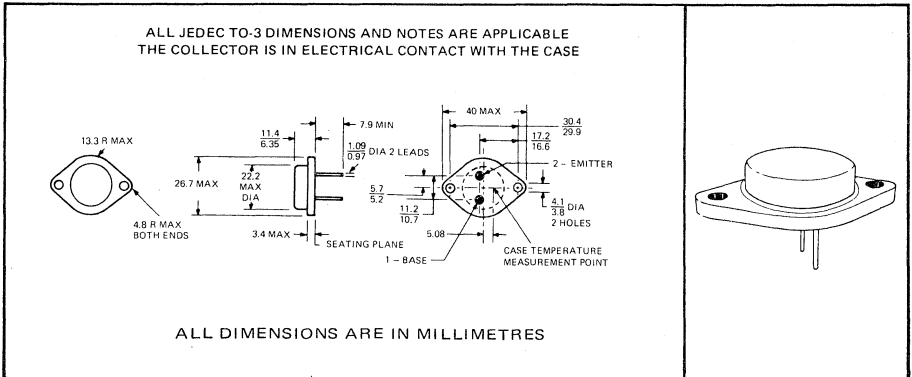 ALL JEDEC TO-3 DIMENSIONS AND NOTES ARE APPLICABLE
THE COLLECTOR IS IN ELECTRICAL CONTACT WITH THE CASE
13.3 R MAX
4.8 R MAX
BOTH ENDS
26.7 MAX
22.2
MAX
DIA
11.4
6.35
7.9 MIN
1.09
0.97
DIA 2 LEADS
3.4 MAX
SEATING PLANE
40 MAX
30.4
29.9
17.2
16.6
2 – EMITTER
5.7
5.2
11.2
10.7
4.1
3.8
DIA
2 HOLES
5.08
1 – BASE
CASE TEMPERATURE
MEASUREMENT POINT
ALL DIMENSIONS ARE IN MILLIMETRES